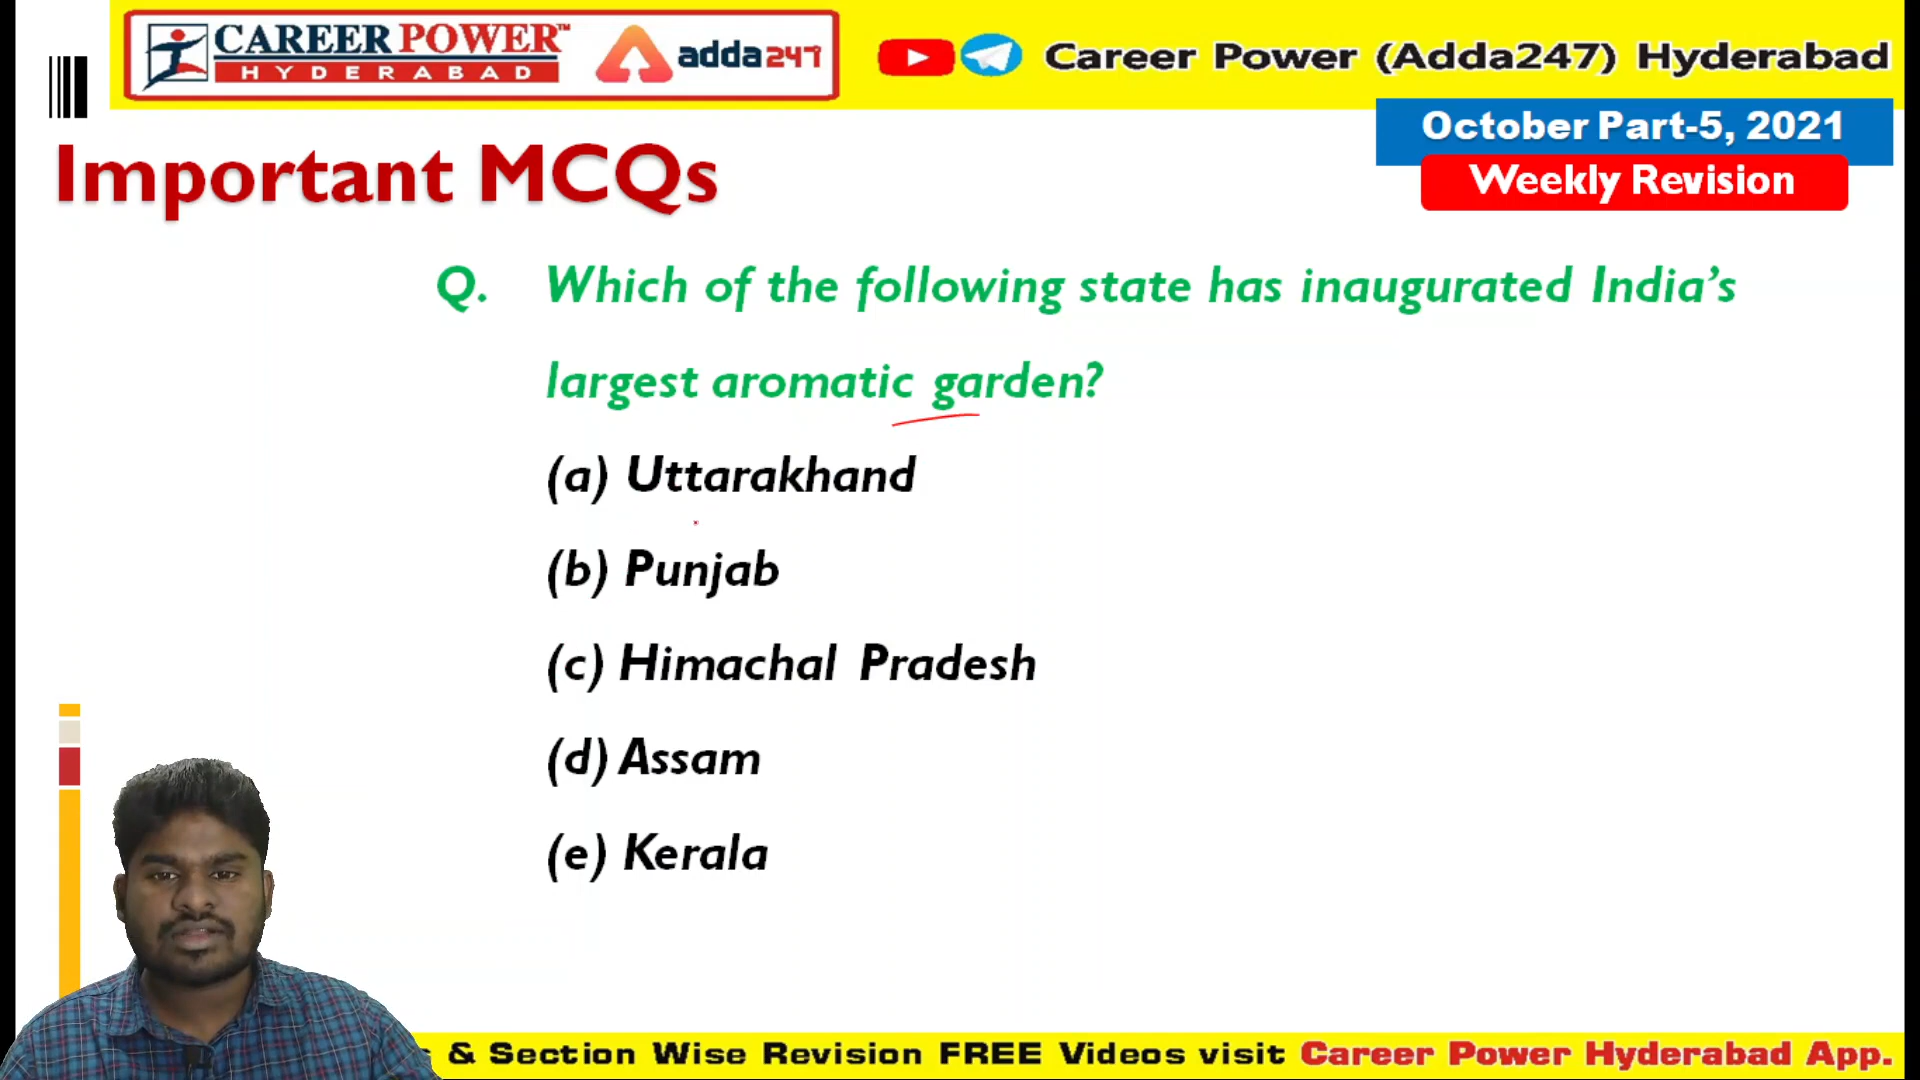 CAREER POWER™
HYDERABAD
adda247
Career Power (Adda247) Hyderabad
October Part-5, 2021
Weekly Revision
Important MCQs
Q. Which of the following state has inaugurated India’s
largest aromatic garden?
(a) Uttarakhand
(b) Punjab
(c) Himachal Pradesh
(d) Assam
(e) Kerala
& Section Wise Revision FREE Videos visit Career Power Hyderabad App.